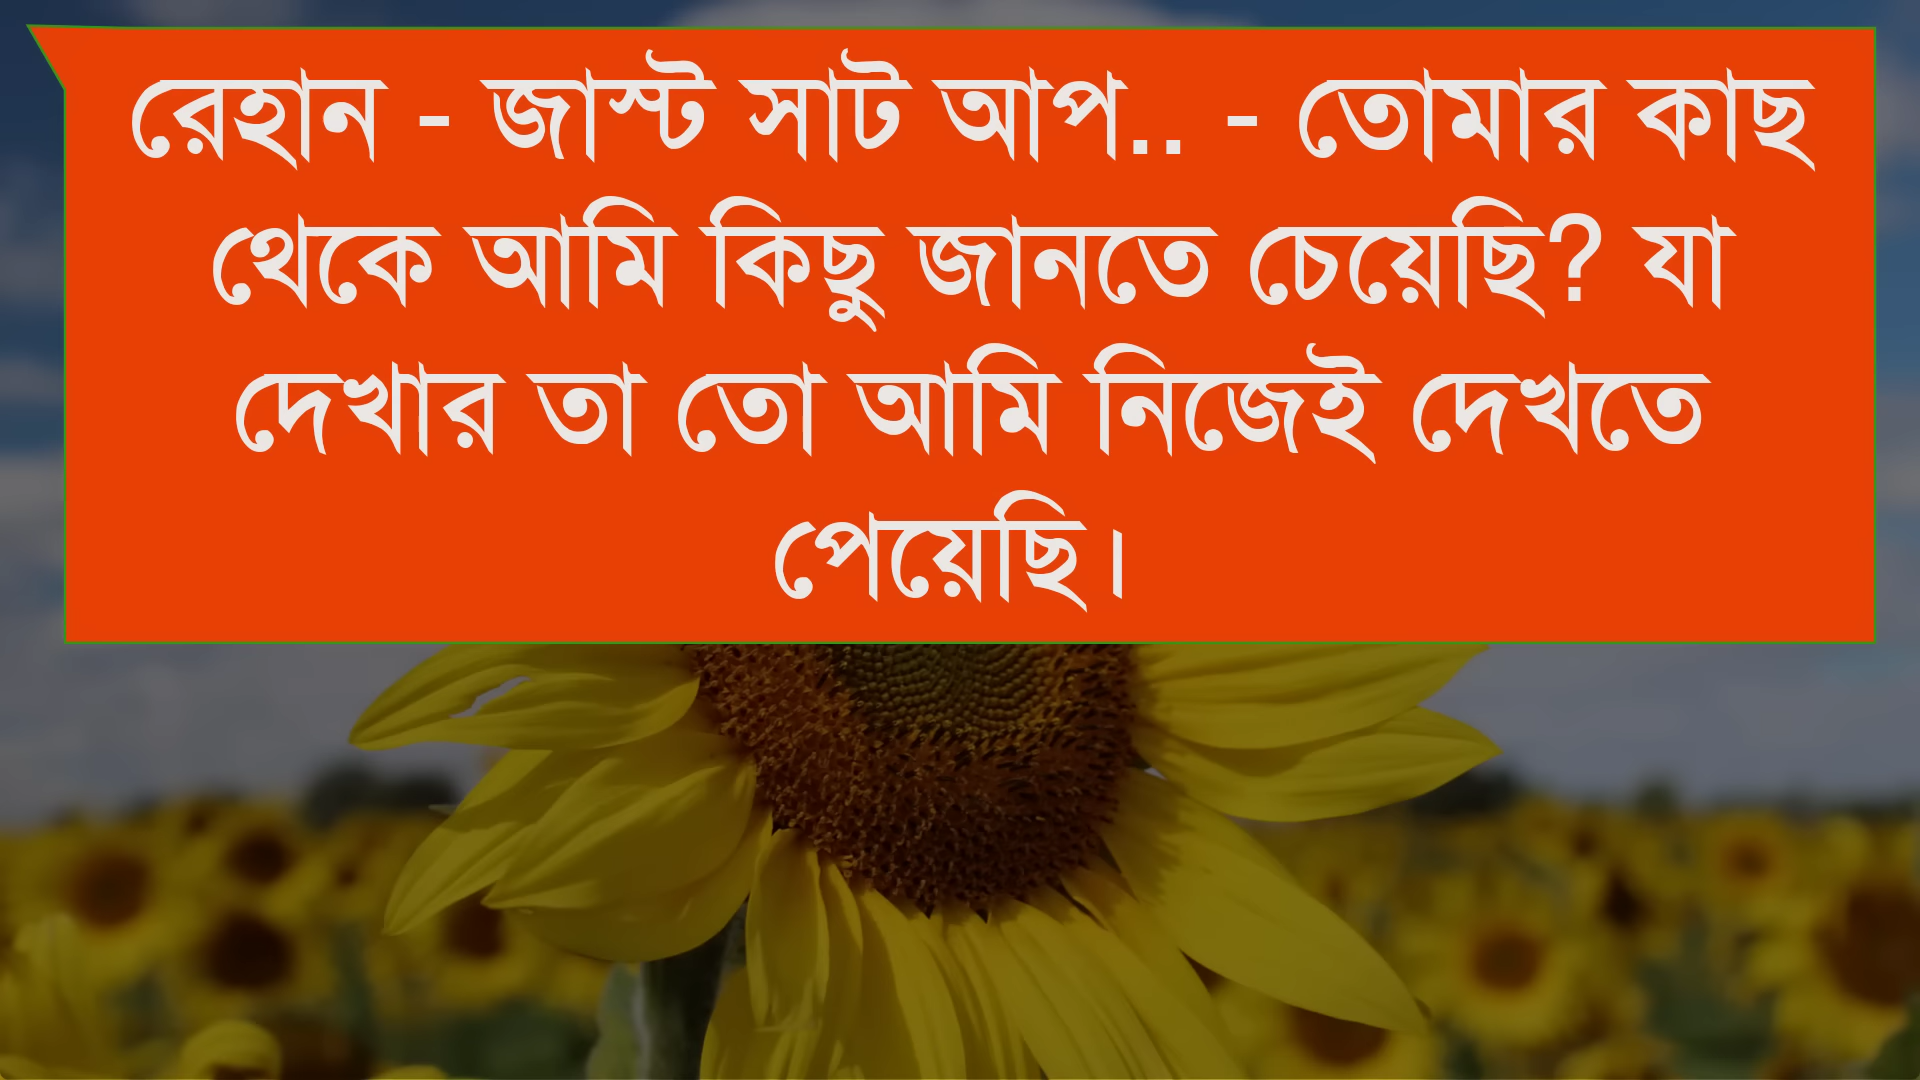 রেহান - জাস্ট সাট আপ.. - তোমার কাছ
থেকে আমি কিছু জানতে চেয়েছি? যা
দেখার তা তো আমি নিজেই দেখতে
পেয়েছি।